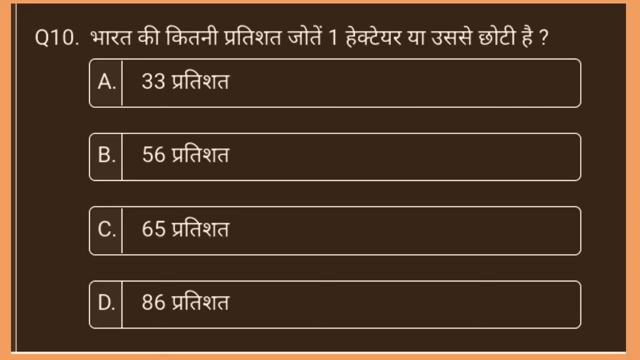 Q10. भारत की कितनी प्रतिशत जोतें 1 हेक्टेयर या उससे छोटी है ?
A. 33 प्रतिशत
B. 56 प्रतिशत
C. 65 प्रतिशत
D. 86 प्रतिशत